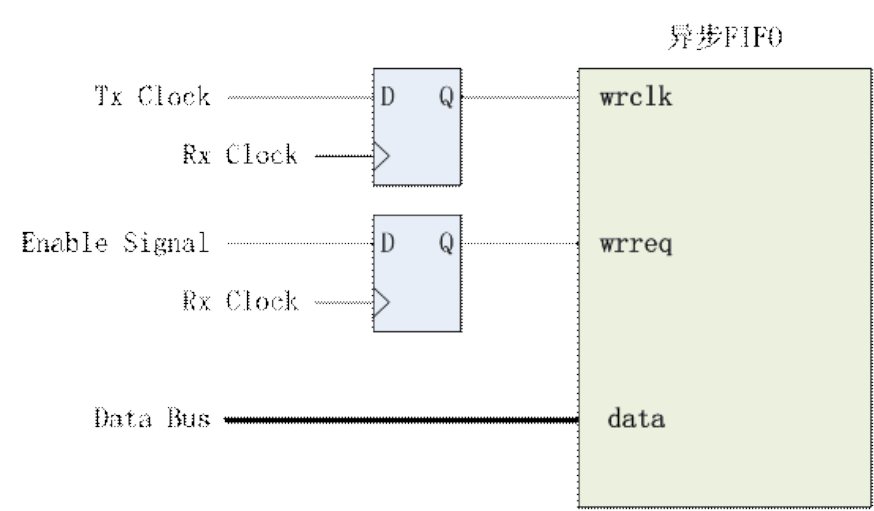 异步FIFO
Tx Clock
D
Q
wrclk
Rx Clock
Enable Signal
D
Q
wrreq
Rx Clock
Data Bus
data